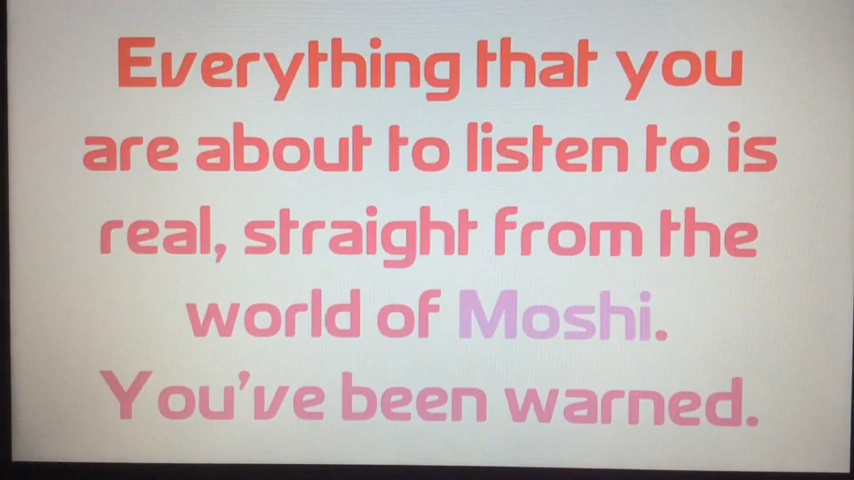 Everything that you
are about to listen to is
real, straight from the
world of Moshi.
You've been warned.